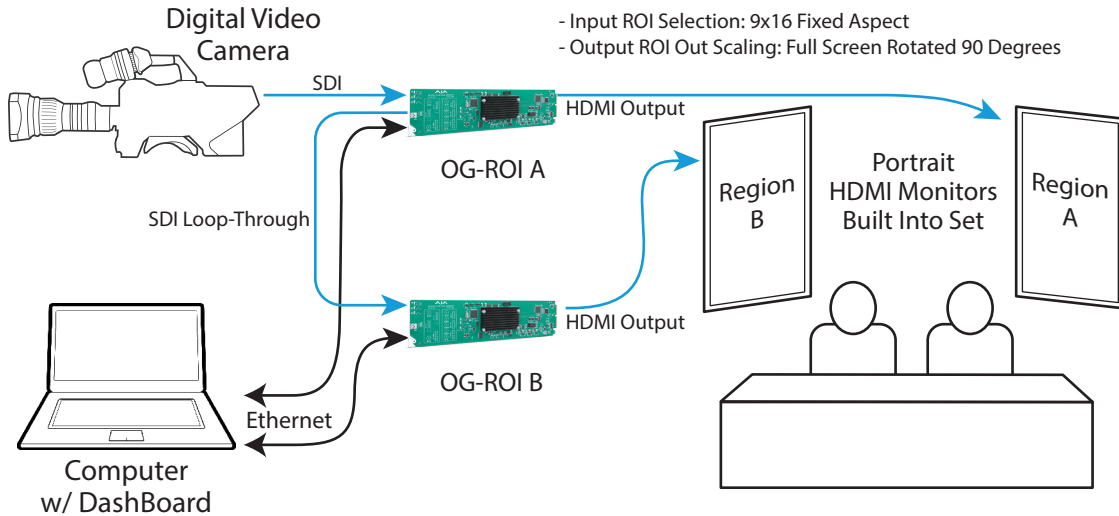 Digital Video
Camera
- Input ROI Selection: 9x16 Fixed Aspect
- Output ROI Out Scaling: Full Screen Rotated 90 Degrees
SDI
HDMI Output
AJA
OG-ROI A
Portrait
HDMI Monitors
Built Into Set
Region
B
Region
A
SDI Loop-Through
AJA
HDMI Output
OG-ROI B
Ethernet
Computer
w/ DashBoard